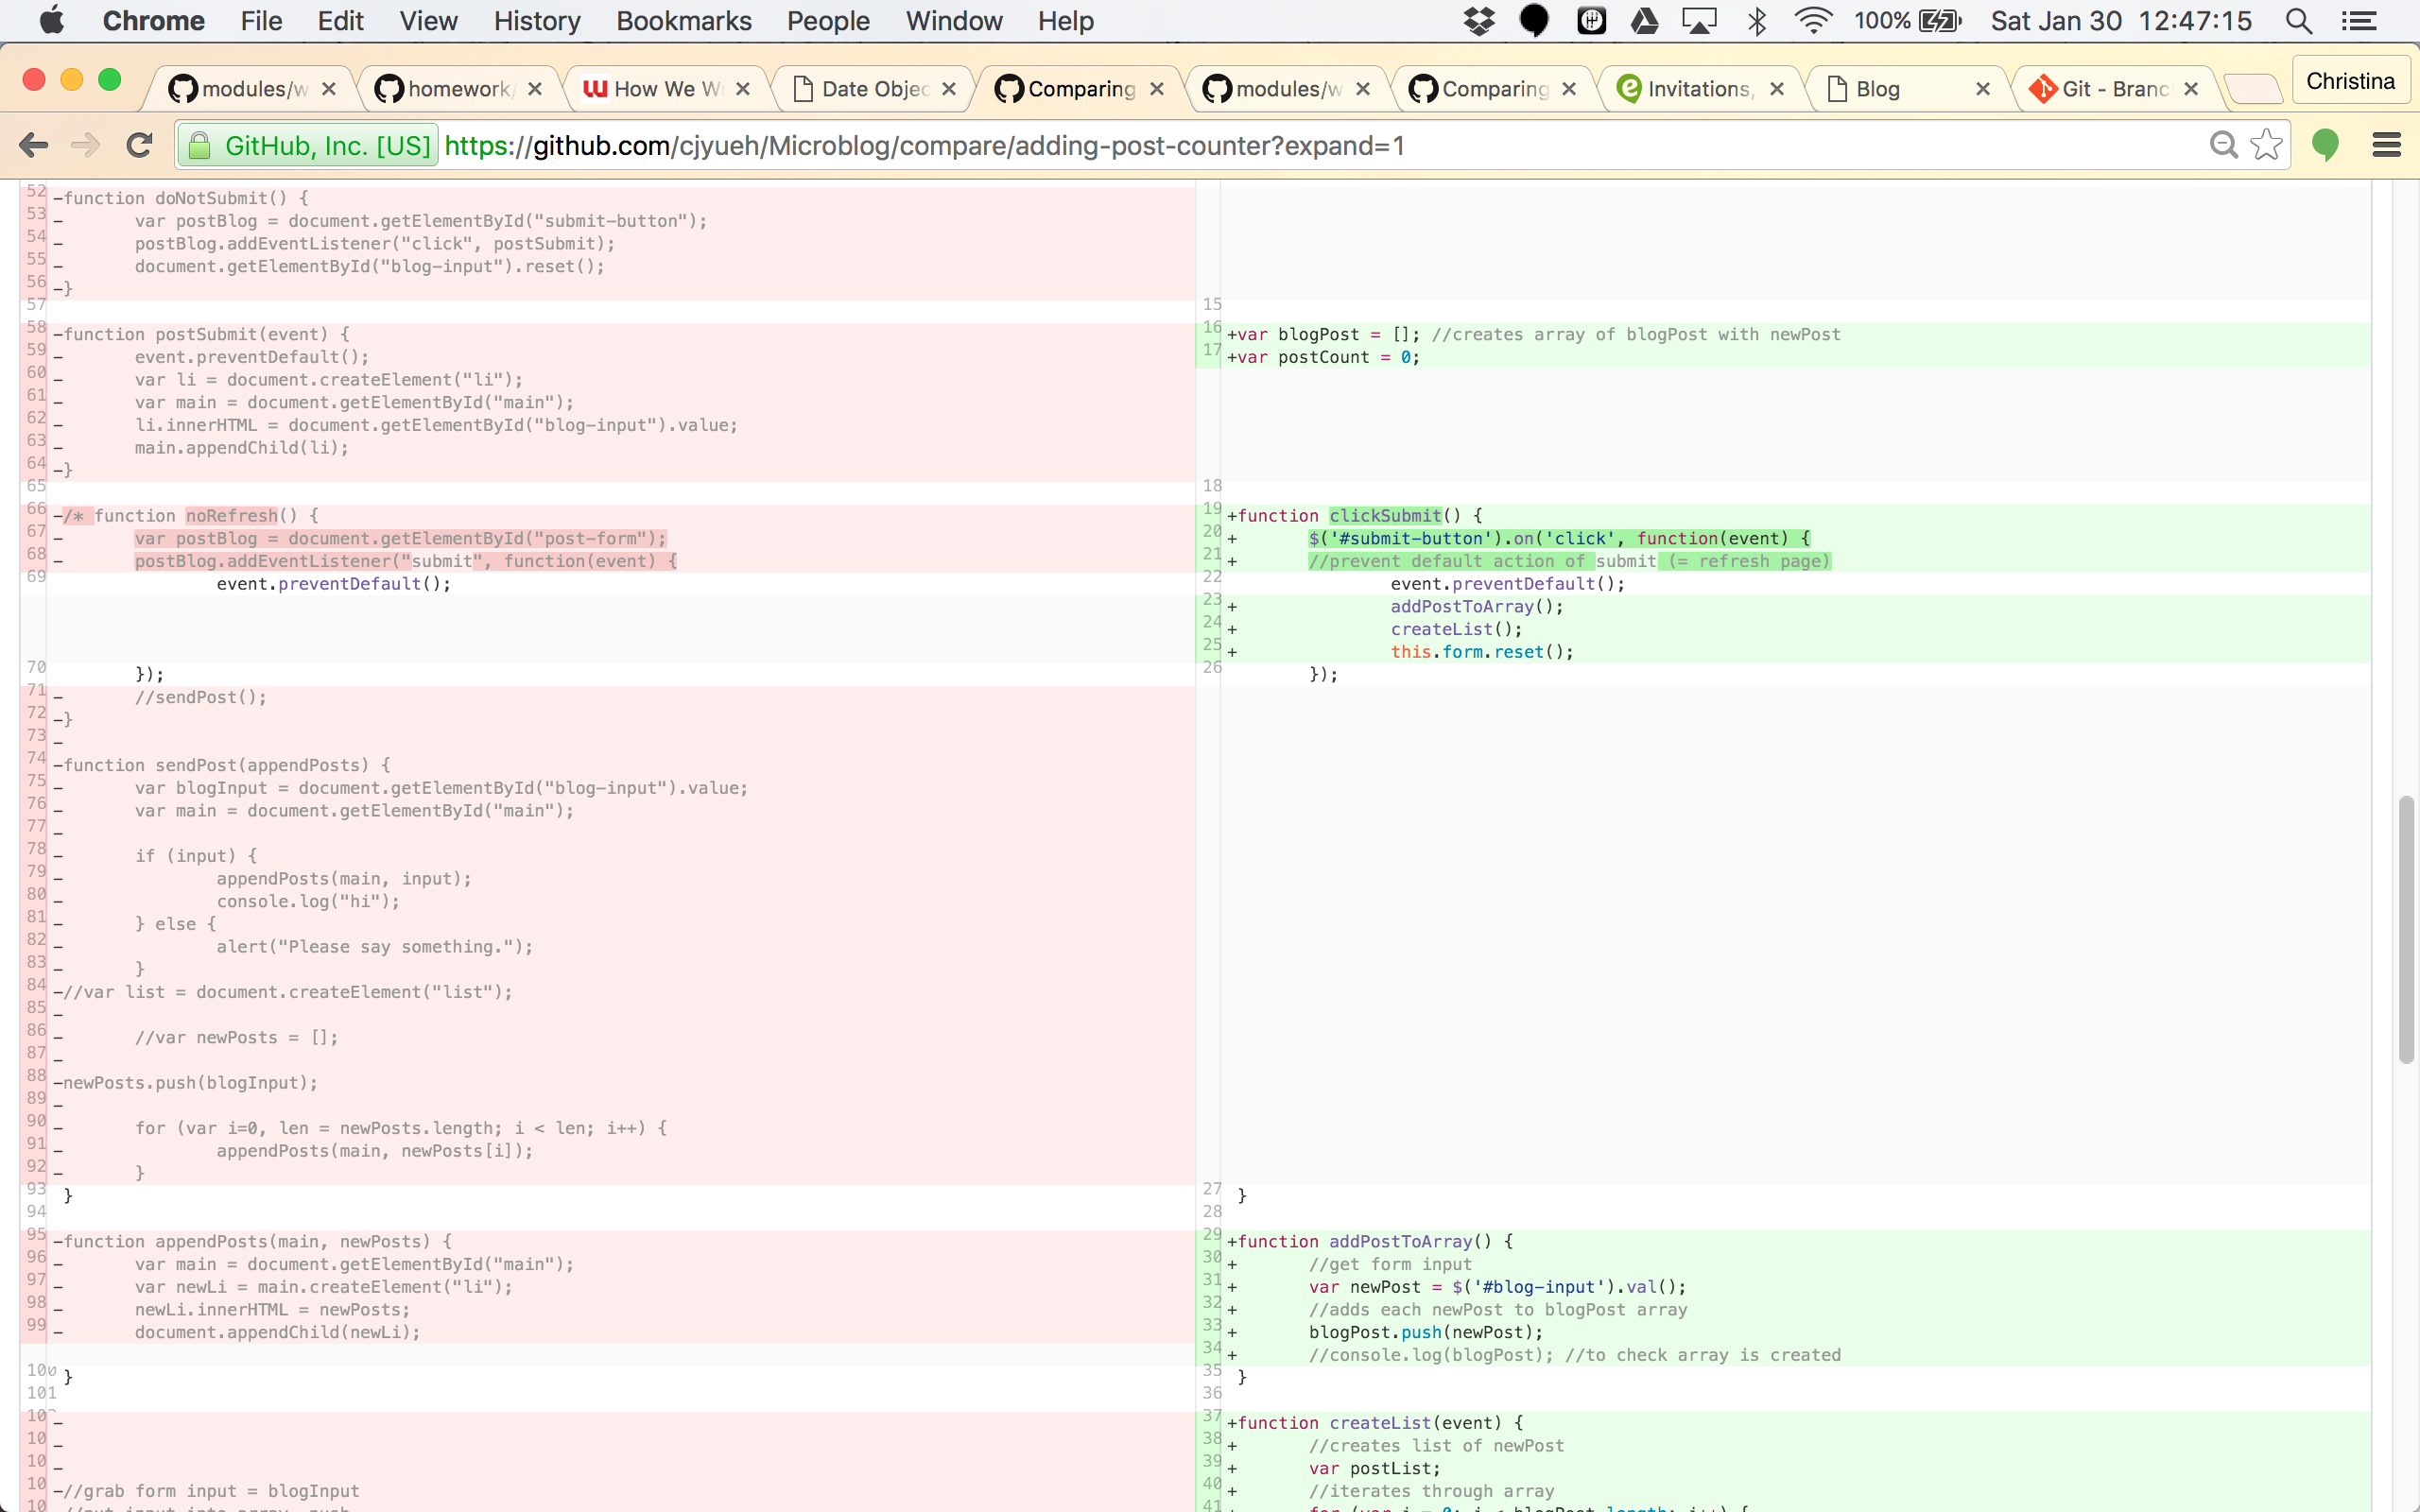 Chrome File Edit View History Bookmarks People Window Help 100% Sat Jan 30 12:47:15
modules/w homework/ How We W Date Objec Comparing modules/w Comparing Invitations, Blog Git - Branc Christina
GitHub, Inc. [US] https://github.com/cjyueh/Microblog/compare/adding-post-counter?expand=1
52 -function doNotSubmit() {
53 - var postBlog = document.getElementById("submit-button");
54 - postBlog.addEventListener("click", postSubmit);
55 - document.getElementById("blog-input").reset();
56 -}
57
58 -function postSubmit(event) {
59 - event.preventDefault();
60 - var li = document.createElement("li");
61 - var main = document.getElementById("main");
62 - li.innerHTML = document.getElementById("blog-input").value;
63 - main.appendChild(li);
64 -}
65
66 -/* function noRefresh() {
67 - var postBlog = document.getElementById("post-form");
68 - postBlog.addEventListener("submit", function(event) {
69 event.preventDefault();
70 });
71 - //sendPost();
72 -}
73 -
74 -function sendPost(appendPosts) {
75 - var blogInput = document.getElementById("blog-input").value;
76 - var main = document.getElementById("main");
77 -
78 - if (input) {
79 - appendPosts(main, input);
80 - console.log("hi");
81 - } else {
82 - alert("Please say something.");
83 - }
84 -//var list = document.createElement("list");
85 -
86 - //var newPosts = [];
87 -
88 -newPosts.push(blogInput);
89 -
90 - for (var i=0, len = newPosts.length; i < len; i++) {
91 - appendPosts(main, newPosts[i]);
92 - }
93 }
94
95 -function appendPosts(main, newPosts) {
96 - var main = document.getElementById("main");
97 - var newLi = main.createElement("li");
98 - newLi.innerHTML = newPosts;
99 - document.appendChild(newLi);
100 }
101
10 -
10 -
10 -
10 -//grab form input = blogInput
10
15
16 +var blogPost = []; //creates array of blogPost with newPost
17 +var postCount = 0;
18
19 +function clickSubmit() {
20 + $('#submit-button').on('click', function(event) {
21 + //prevent default action of submit (= refresh page)
22 event.preventDefault();
23 + addPostToArray();
24 + createList();
25 + this.form.reset();
26 });
27 }
28
29 +function addPostToArray() {
30 + //get form input
31 + var newPost = $('#blog-input').val();
32 + //adds each newPost to blogPost array
33 + blogPost.push(newPost);
34 + //console.log(blogPost); //to check array is created
35 }
36
37 +function createList(event) {
38 + //creates list of newPost
39 + var postList;
40 + //iterates through array
41 + for (var i = 0; i < blogPost.length; i++) {